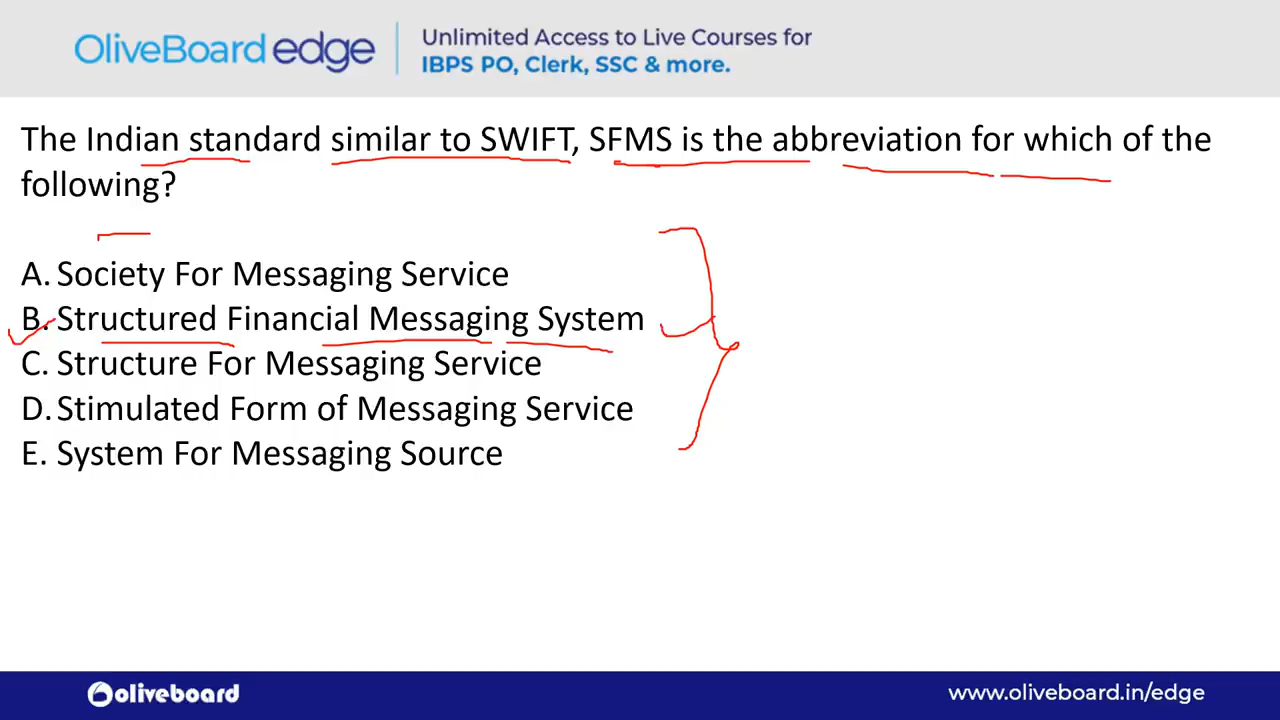 OliveBoard edge
Unlimited Access to Live Courses for
IBPS PO, Clerk, SSC & more.
The Indian standard similar to SWIFT, SFMS is the abbreviation for which of the
following?
A. Society For Messaging Service
B. Structured Financial Messaging System
C. Structure For Messaging Service
D. Stimulated Form of Messaging Service
E. System For Messaging Source
oliveboard
www.oliveboard.in/edge